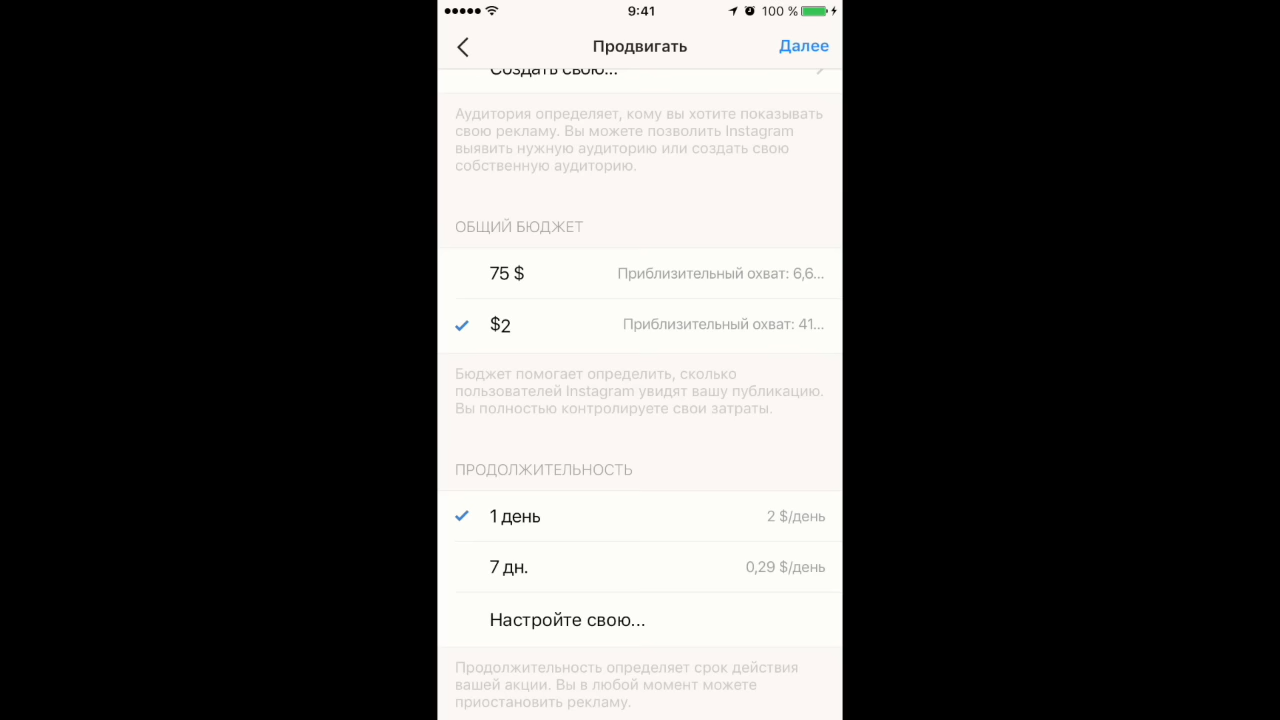 9:41
100 %
Продвигать
Далее
Создать свою...
Аудитория определяет, кому вы хотите показывать
свою рекламу. Вы можете позволить Instagram
выявить нужную аудиторию или создать свою
собственную аудиторию.
ОБЩИЙ БЮДЖЕТ
75 $ Приблизительный охват: 6,6...
$2 Приблизительный охват: 41...
Бюджет помогает определить, сколько
пользователей Instagram увидят вашу публикацию.
Вы полностью контролируете свои затраты.
ПРОДОЛЖИТЕЛЬНОСТЬ
1 день 2 $/день
7 дн. 0,29 $/день
Настройте свою...
Продолжительность определяет срок действия
вашей акции. Вы в любой момент можете
приостановить рекламу.